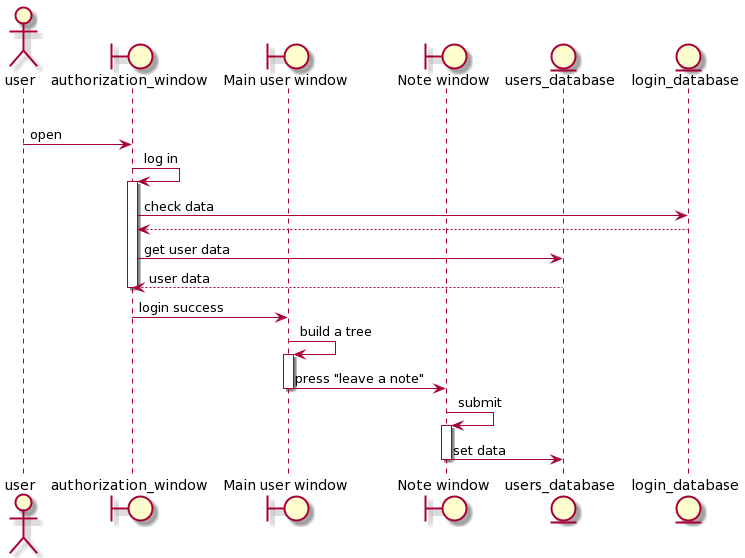 user authorization_window Main user window Note window users_database login_database
open
log in
check data
get user data
user data
login success
build a tree
press "leave a note"
submit
set data
user authorization_window Main user window Note window users_database login_database